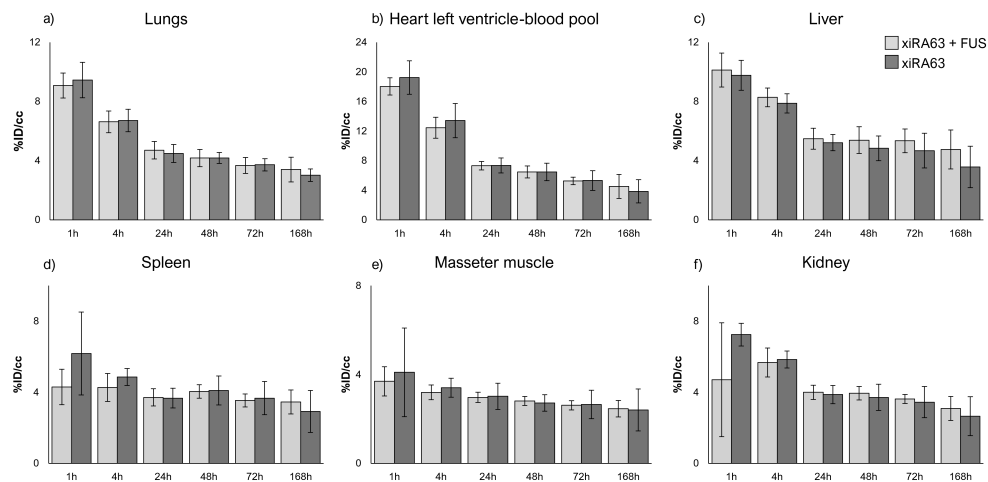 a) Lungs
12
8
4
0
%ID/cc
1h 4h 24h 48h 72h 168h
b) Heart left ventricle-blood pool
24
20
16
12
8
4
0
%ID/cc
1h 4h 24h 48h 72h 168h
c) Liver
xiRA63 + FUS
xiRA63
12
8
4
0
%ID/cc
1h 4h 24h 48h 72h 168h
d) Spleen
8
4
0
%ID/cc
1h 4h 24h 48h 72h 168h
e) Masseter muscle
8
4
0
%ID/cc
1h 4h 24h 48h 72h 168h
f) Kidney
8
4
0
%ID/cc
1h 4h 24h 48h 72h 168h